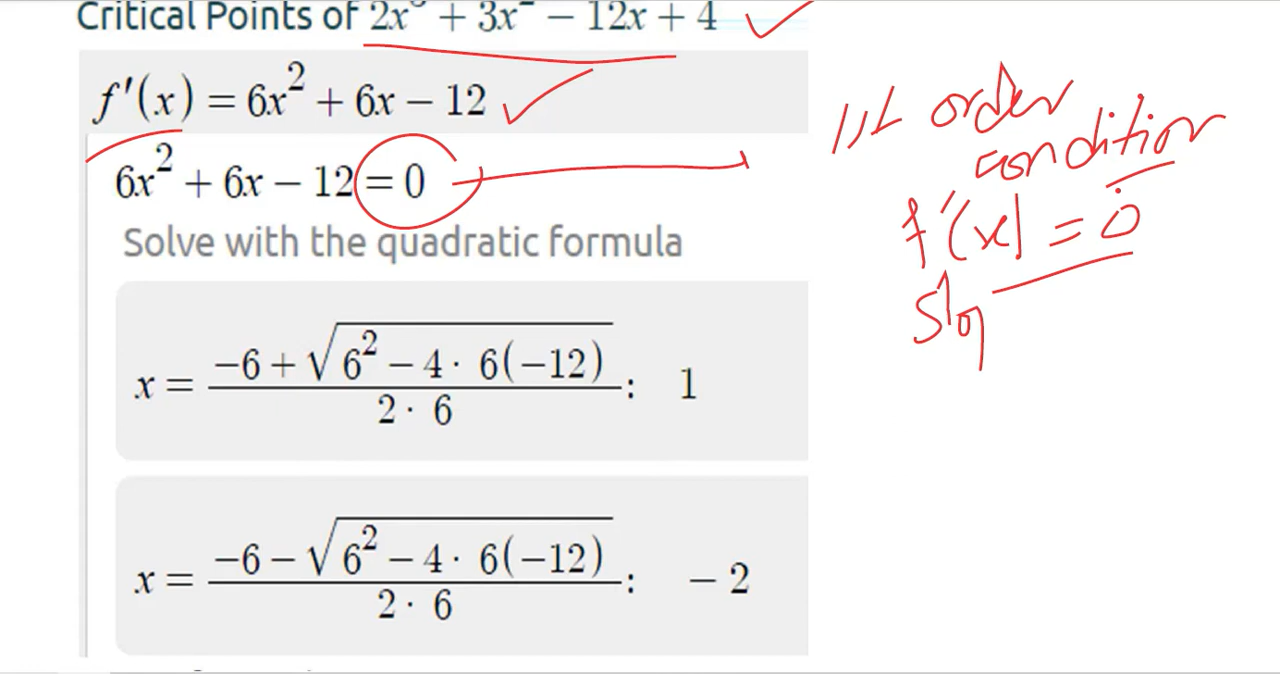 Critical Points of 2x³ + 3x² − 12x + 4
f′(x) = 6x² + 6x − 12
6x² + 6x − 12 = 0
Solve with the quadratic formula
x = (−6 + √(6² − 4 · 6(−12))) / (2 · 6) : 1
x = (−6 − √(6² − 4 · 6(−12))) / (2 · 6) : − 2
1st order
condition
f′(x) = 0